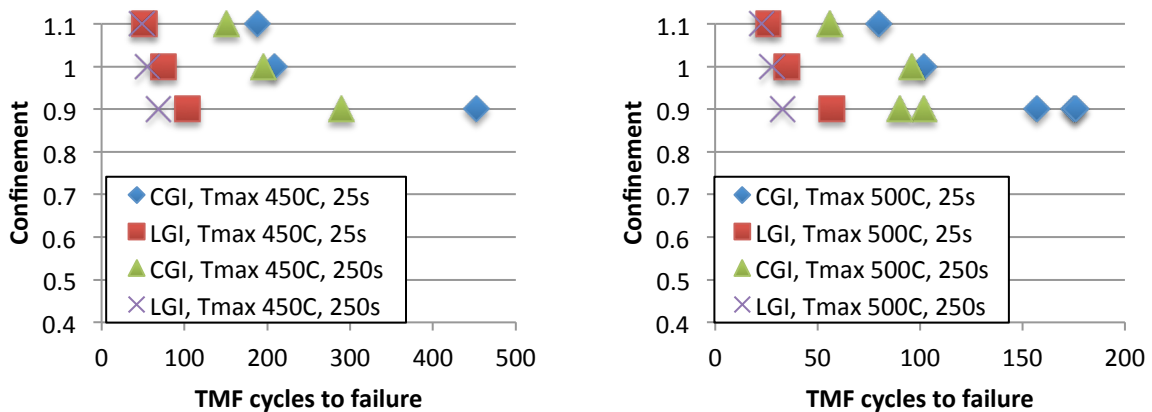 Confinement
1.1
1
0.9
0.8
0.7
0.6
0.5
0.4
CGI, Tmax 450C, 25s
LGI, Tmax 450C, 25s
CGI, Tmax 450C, 250s
LGI, Tmax 450C, 250s
0 100 200 300 400 500
TMF cycles to failure
Confinement
1.1
1
0.9
0.8
0.7
0.6
0.5
0.4
CGI, Tmax 500C, 25s
LGI, Tmax 500C, 25s
CGI, Tmax 500C, 250s
LGI, Tmax 500C, 250s
0 50 100 150 200
TMF cycles to failure